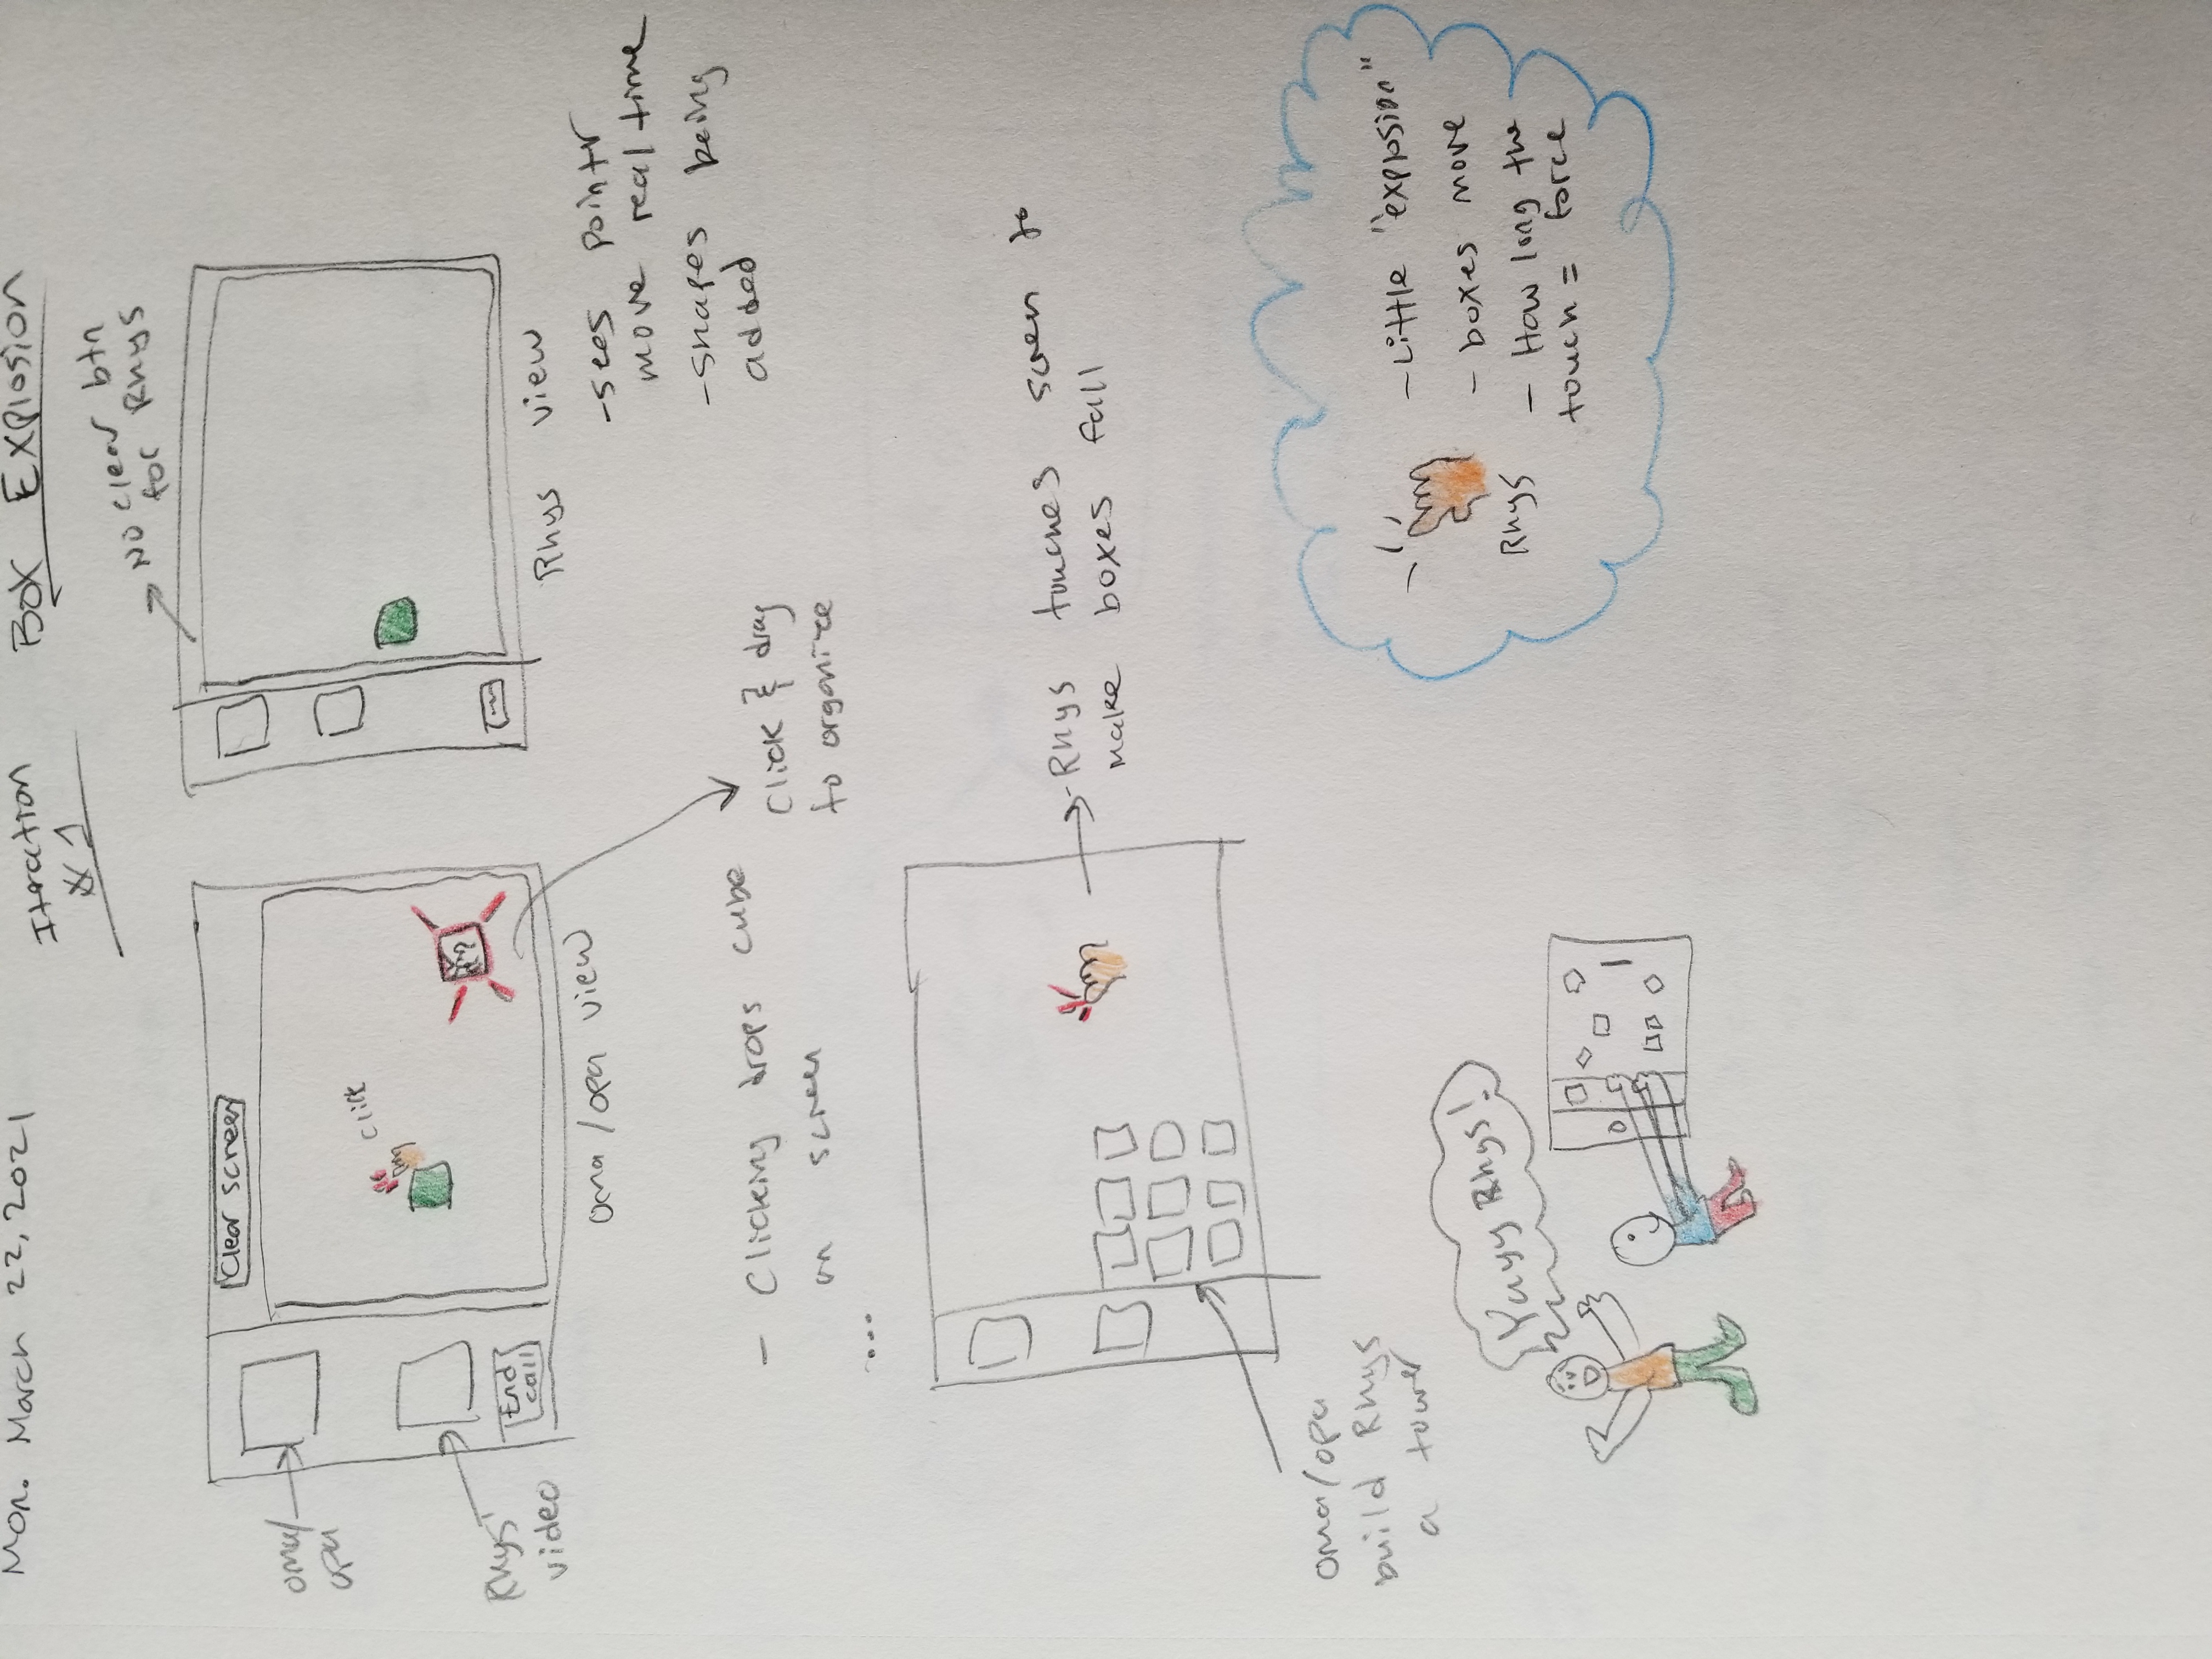 Mon. March 22, 2021
Iteration
#1
Box Explosion
No clear btn
for Rhys
Clear screen
oma/
opa
click
Rhys'
video
End
call
oma/opa view
Rhys view
- sees pointr
move real time
- shapes being
added
- Clicking drops cube
on screen
...
Click & drag
to organize
- Rhys touches screen to
make boxes fall
oma/opa
build Rhys
a tower
Yayy Rhys!
Rhys
- Little "explosion"
- boxes move
- How long the
touch = force